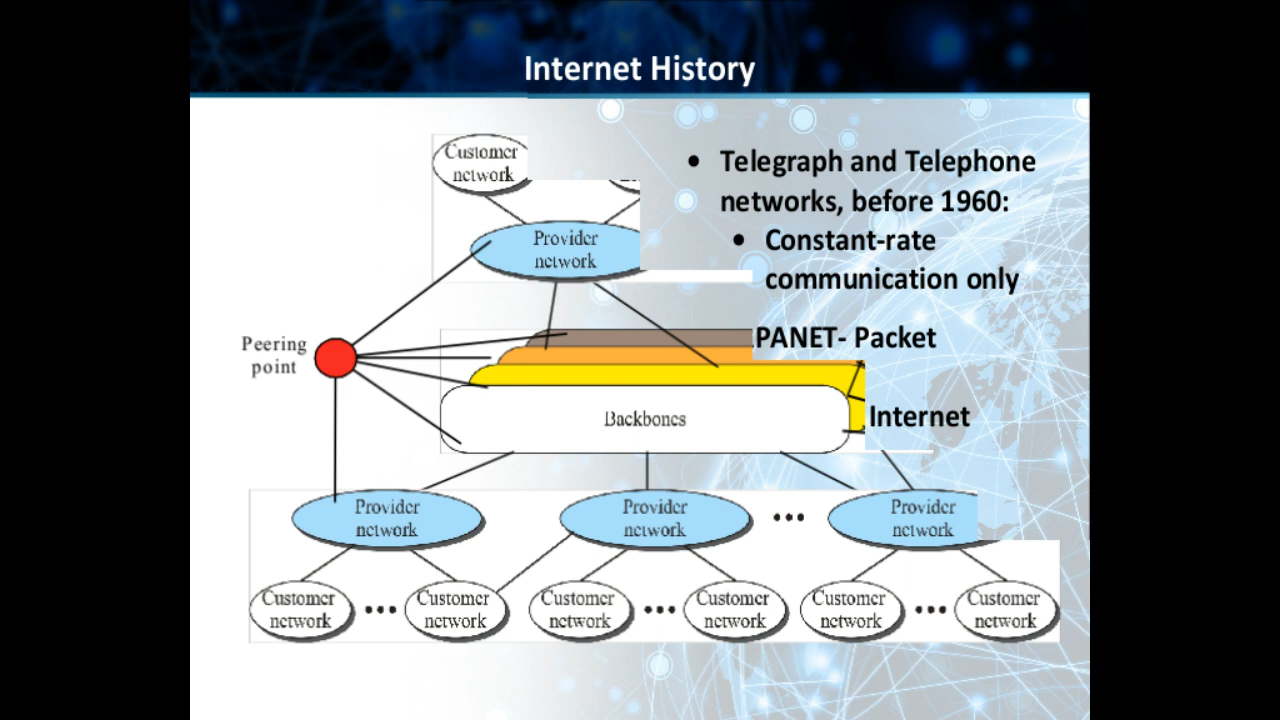 Internet History
Customer
network
Provider
network
• Telegraph and Telephone
networks, before 1960:
• Constant-rate
communication only
PANET- Packet
Peering
point
Backbones
Internet
Provider
network
Provider
network
•••
Provider
network
Customer
network
•••
Customer
network
Customer
network
•••
Customer
network
Customer
network
•••
Customer
network